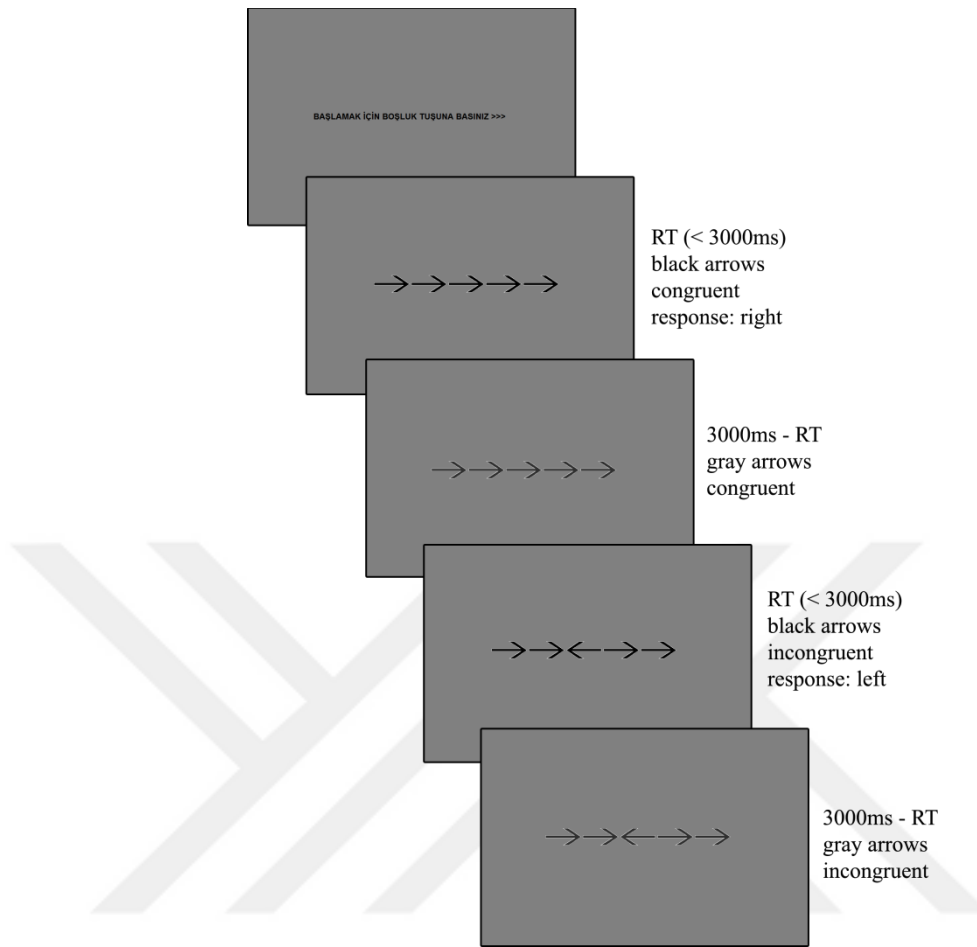 BAŞLAMAK İÇİN BOŞLUK TUŞUNA BASINIZ >>>
RT (< 3000ms)
black arrows
congruent
response: right
3000ms - RT
gray arrows
congruent
RT (< 3000ms)
black arrows
incongruent
response: left
3000ms - RT
gray arrows
incongruent